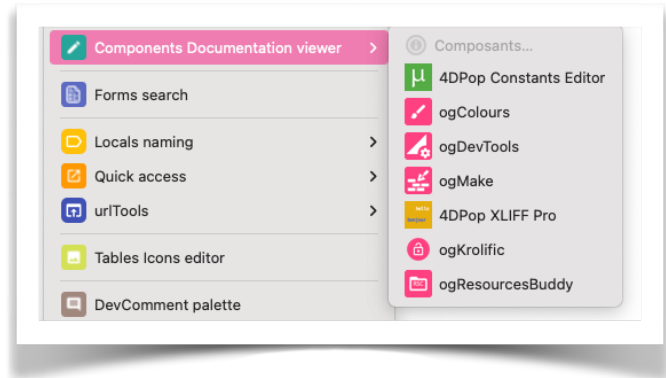 Components Documentation viewer
Forms search
Locals naming
Quick access
urlTools
Tables Icons editor
DevComment palette
Composants...
4DPop Constants Editor
ogColours
ogDevTools
ogMake
4DPop XLIFF Pro
ogKrolific
ogResourcesBuddy